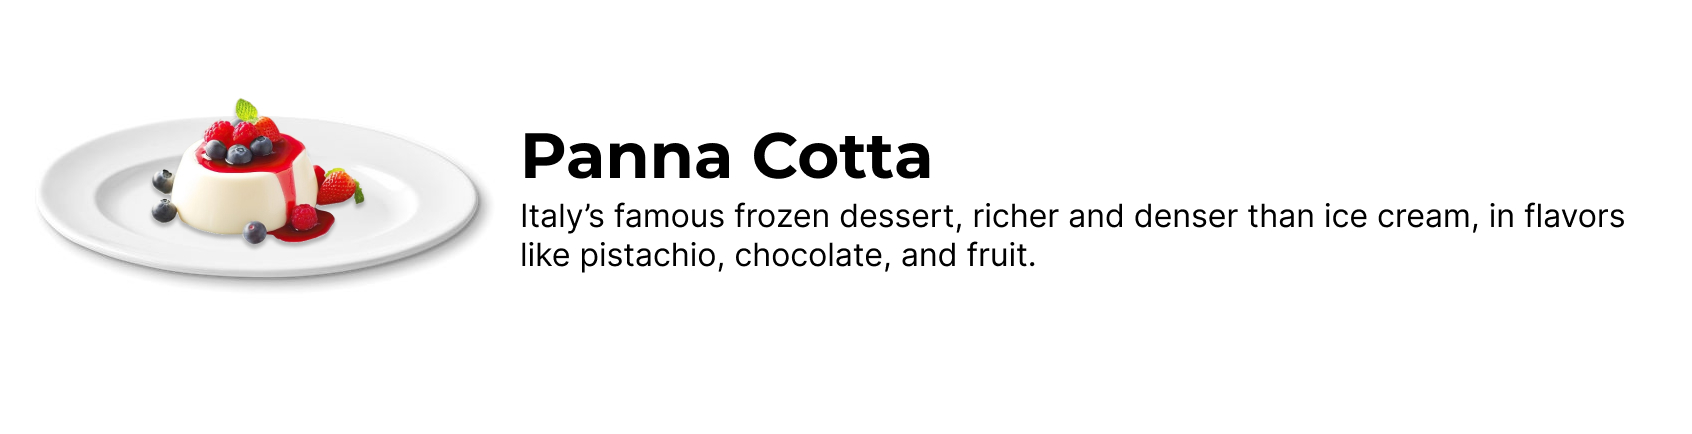 Panna Cotta
Italy’s famous frozen dessert, richer and denser than ice cream, in flavors
like pistachio, chocolate, and fruit.